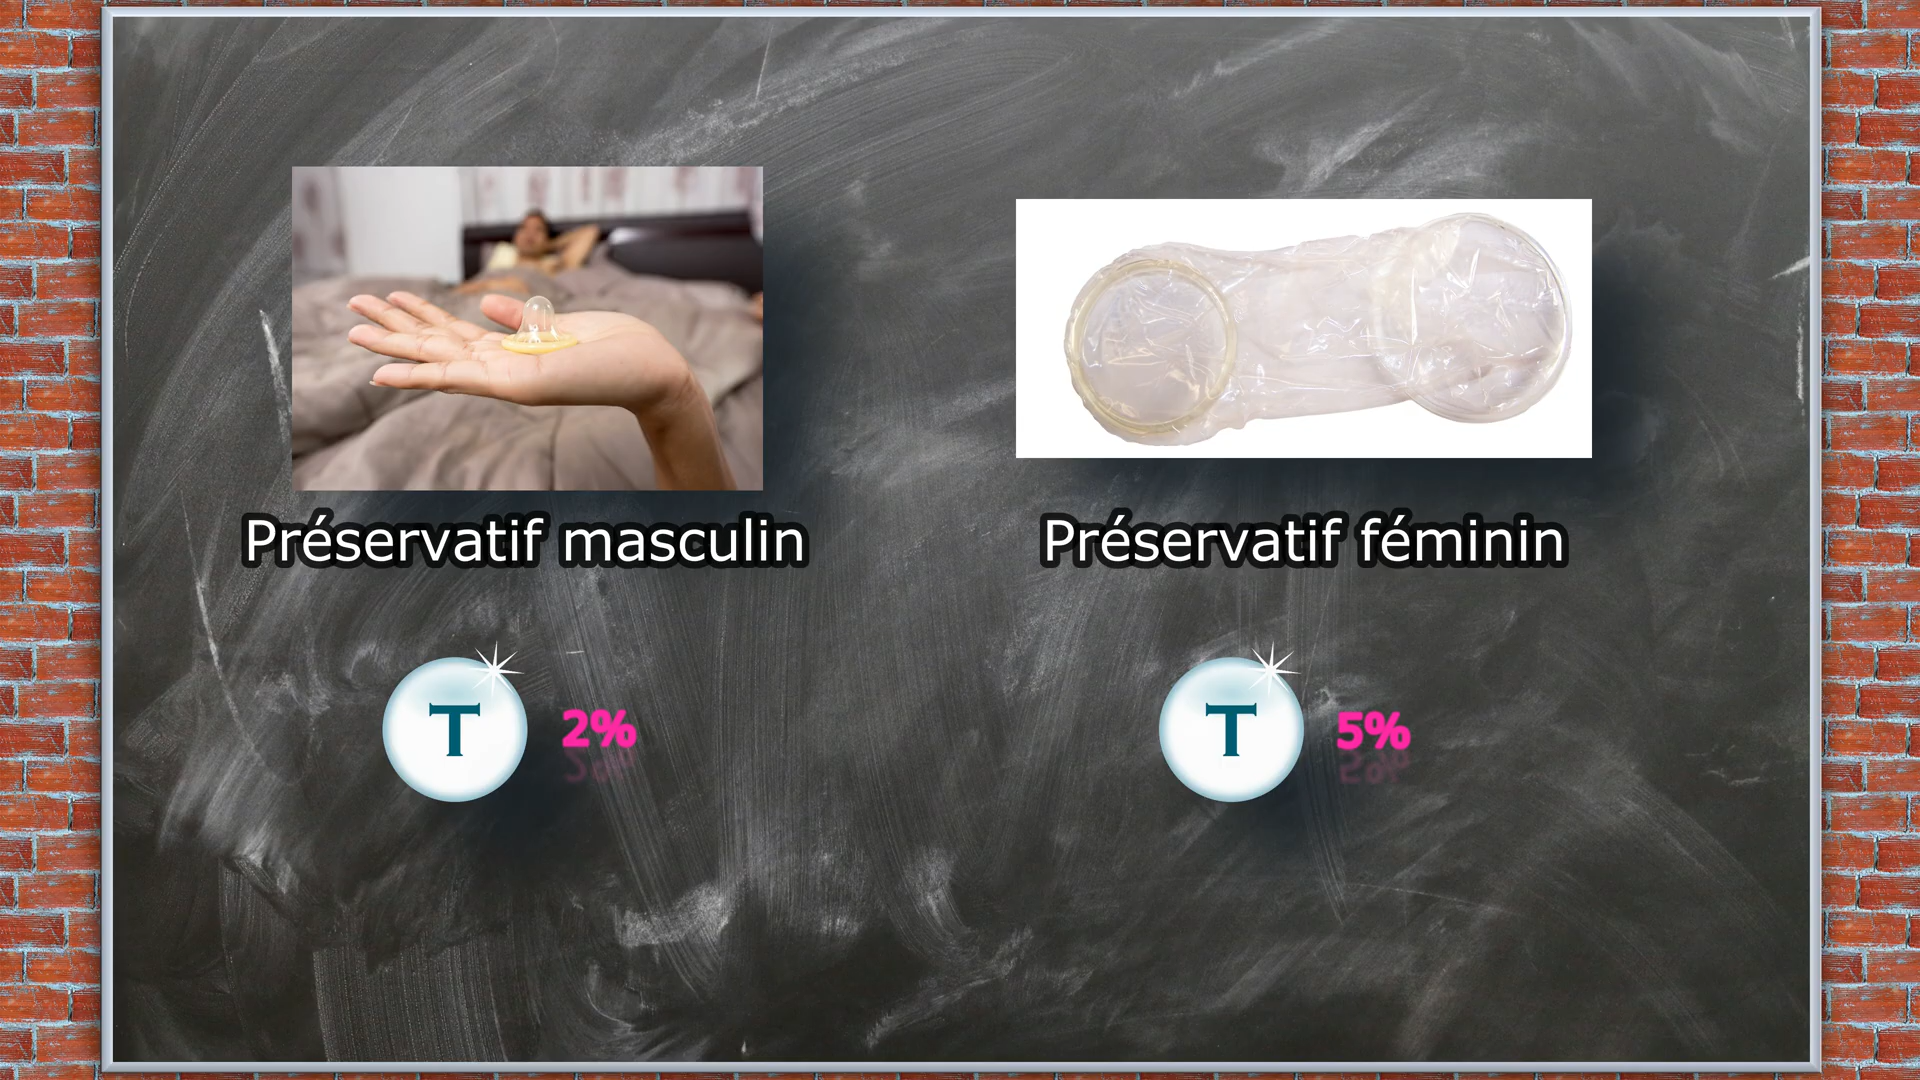 Préservatif masculin
Préservatif féminin
T 2%
T 5%